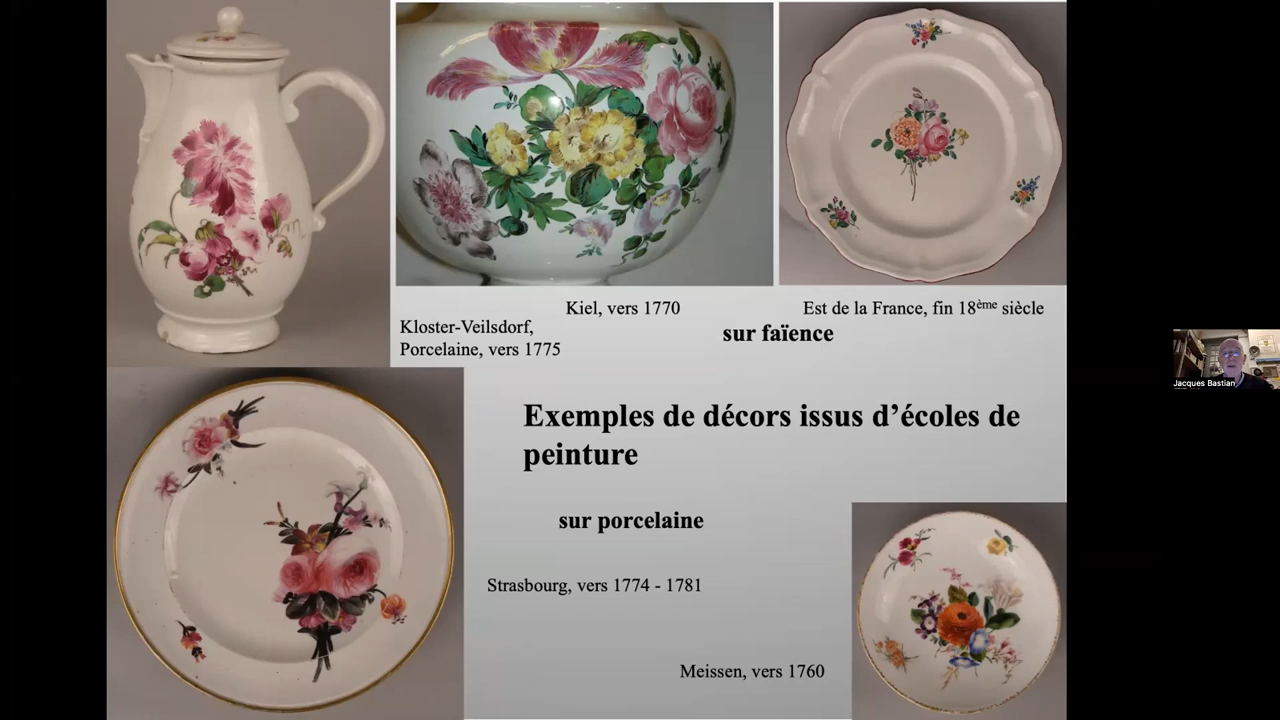 Kiel, vers 1770
Est de la France, fin 18ème siècle
Kloster-Veilsdorf,
Porcelaine, vers 1775
sur faïence
Exemples de décors issus d’écoles de
peinture
sur porcelaine
Strasbourg, vers 1774 - 1781
Meissen, vers 1760
Jacques Bastian